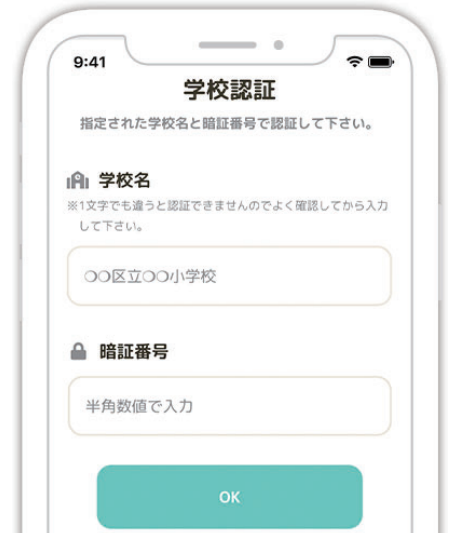 9:41
学校認証
指定された学校名と暗証番号で認証して下さい。
学校名
※1文字でも違うと認証できませんのでよく確認してから入力
して下さい。
〇〇区立〇〇小学校
暗証番号
半角数値で入力
OK